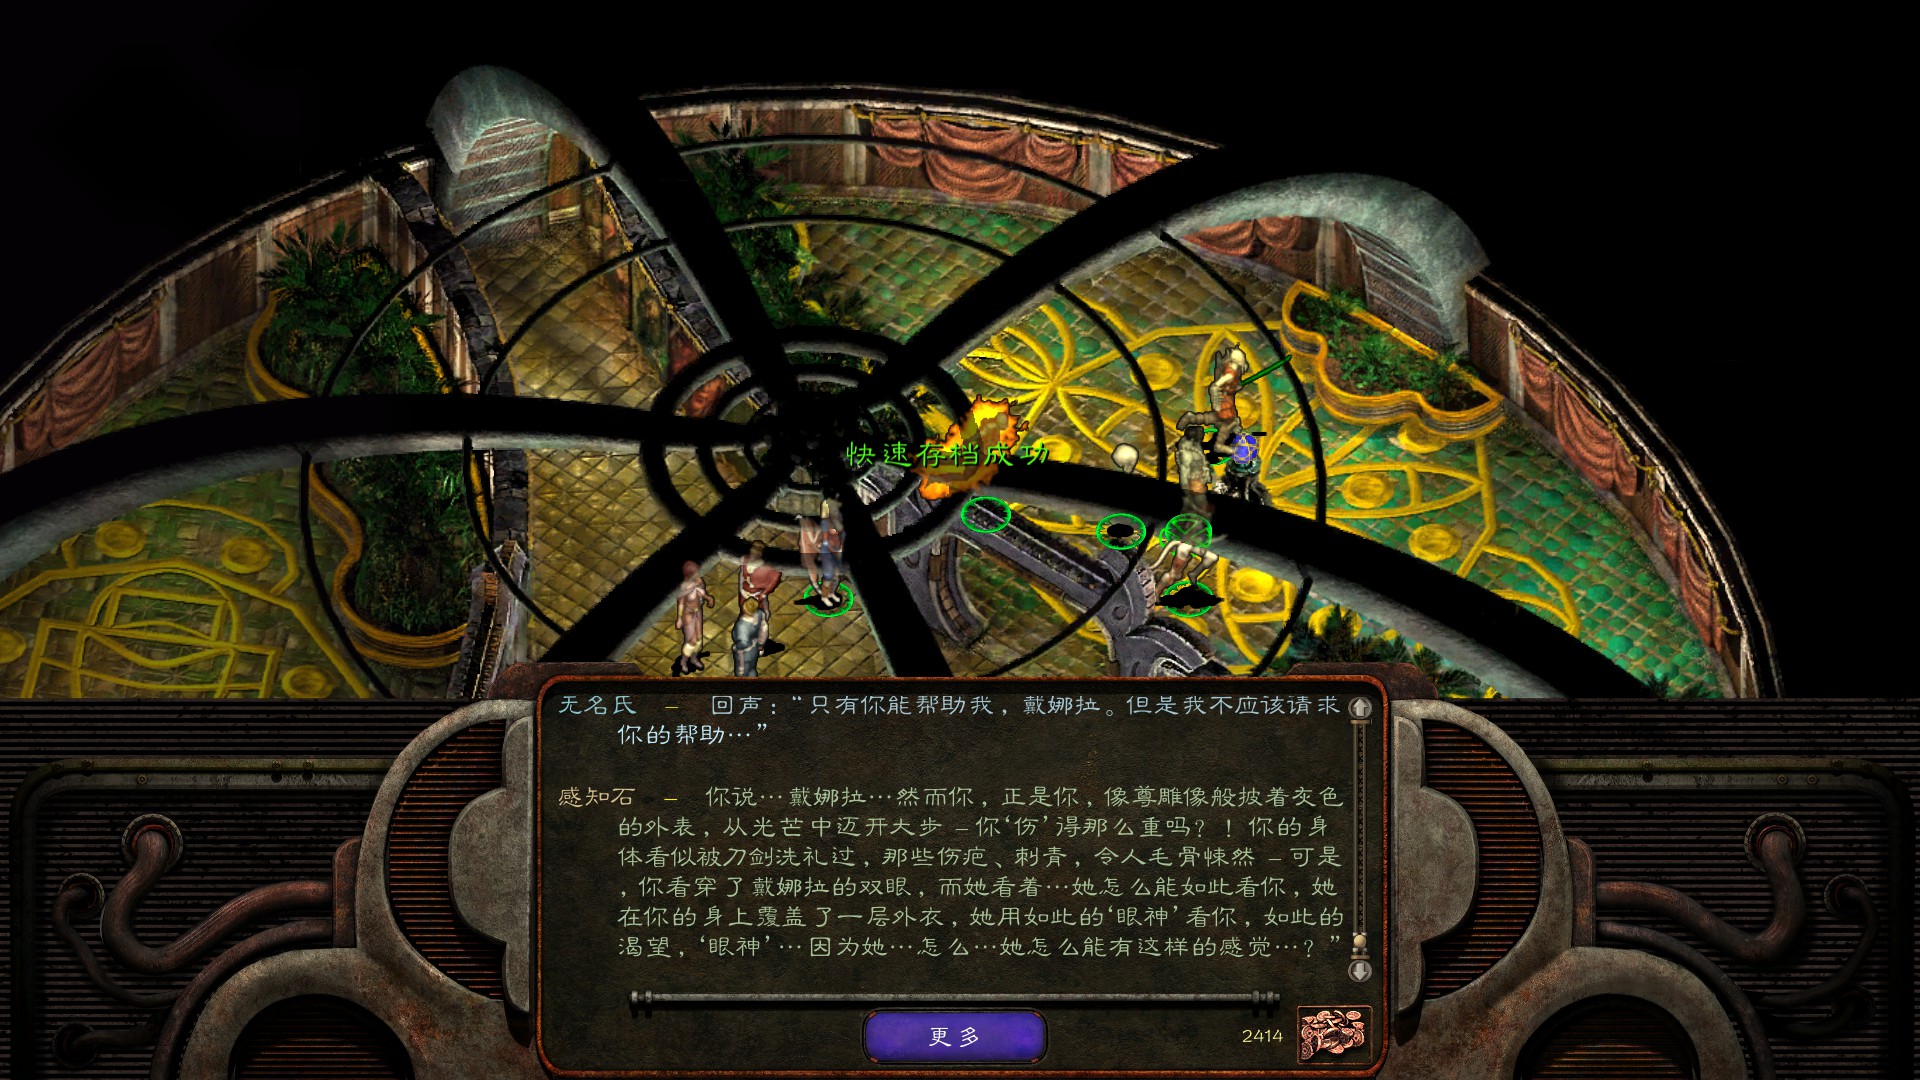 快速存档成功
无名氏 － 回声：“只有你能帮助我，戴娜拉。但是我不应该请求
你的帮助…”
感知石 － 你说…戴娜拉…然而你，正是你，像尊雕像般披着灰色
的外表，从光芒中迈开大步 －你‘伤’得那么重吗？！你的身
体看似被刀剑洗礼过，那些伤疤、刺青，令人毛骨悚然 －可是
，你看穿了戴娜拉的双眼，而她看着…她怎么能如此看你，她
在你的身上覆盖了一层外衣，她用如此的‘眼神’看你，如此的
渴望，‘眼神’…因为她…怎么…她怎么能有这样的感觉…？”
更多
2414